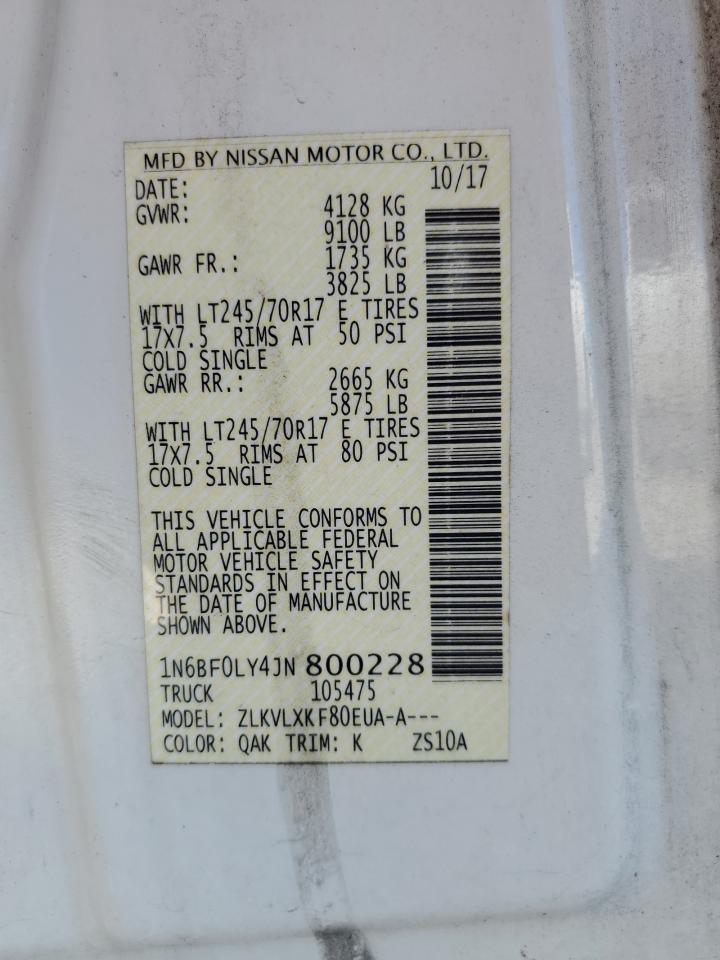 MFD BY NISSAN MOTOR CO., LTD.
DATE: 10/17
GVWR: 4128 KG
9100 LB
GAWR FR.: 1735 KG
3825 LB
WITH LT245/70R17 E TIRES
17X7.5 RIMS AT 50 PSI
COLD SINGLE
GAWR RR.: 2665 KG
5875 LB
WITH LT245/70R17 E TIRES
17X7.5 RIMS AT 80 PSI
COLD SINGLE
THIS VEHICLE CONFORMS TO
ALL APPLICABLE FEDERAL
MOTOR VEHICLE SAFETY
STANDARDS IN EFFECT ON
THE DATE OF MANUFACTURE
SHOWN ABOVE.
1N6BF0LY4JN 800228
TRUCK 105475
MODEL: ZLKVLXKF80EUA-A---
COLOR: QAK TRIM: K ZS10A